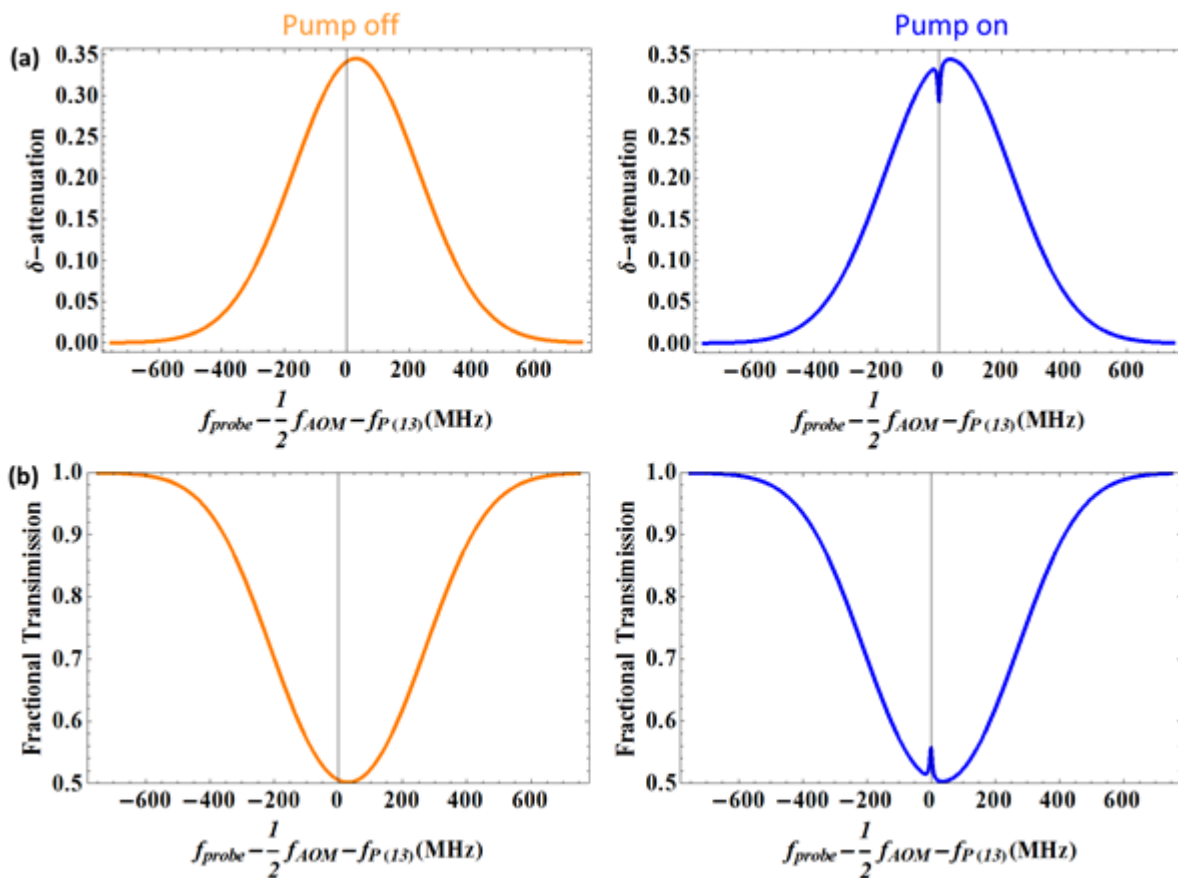 Pump off
Pump on
(a)
0.35
0.30
0.25
0.20
0.15
0.10
0.05
0.00
δ−attenuation
−600 −400 −200 0 200 400 600
f_probe − 1/2 f_AOM − f_P(13) (MHz)
0.35
0.30
0.25
0.20
0.15
0.10
0.05
0.00
δ−attenuation
−600 −400 −200 0 200 400 600
f_probe − 1/2 f_AOM − f_P(13) (MHz)
(b)
1.0
0.9
0.8
0.7
0.6
0.5
Fractional Transimission
−600 −400 −200 0 200 400 600
f_probe − 1/2 f_AOM − f_P(13) (MHz)
1.0
0.9
0.8
0.7
0.6
0.5
Fractional Transmission
−600 −400 −200 0 200 400 600
f_probe − 1/2 f_AOM − f_P(13) (MHz)